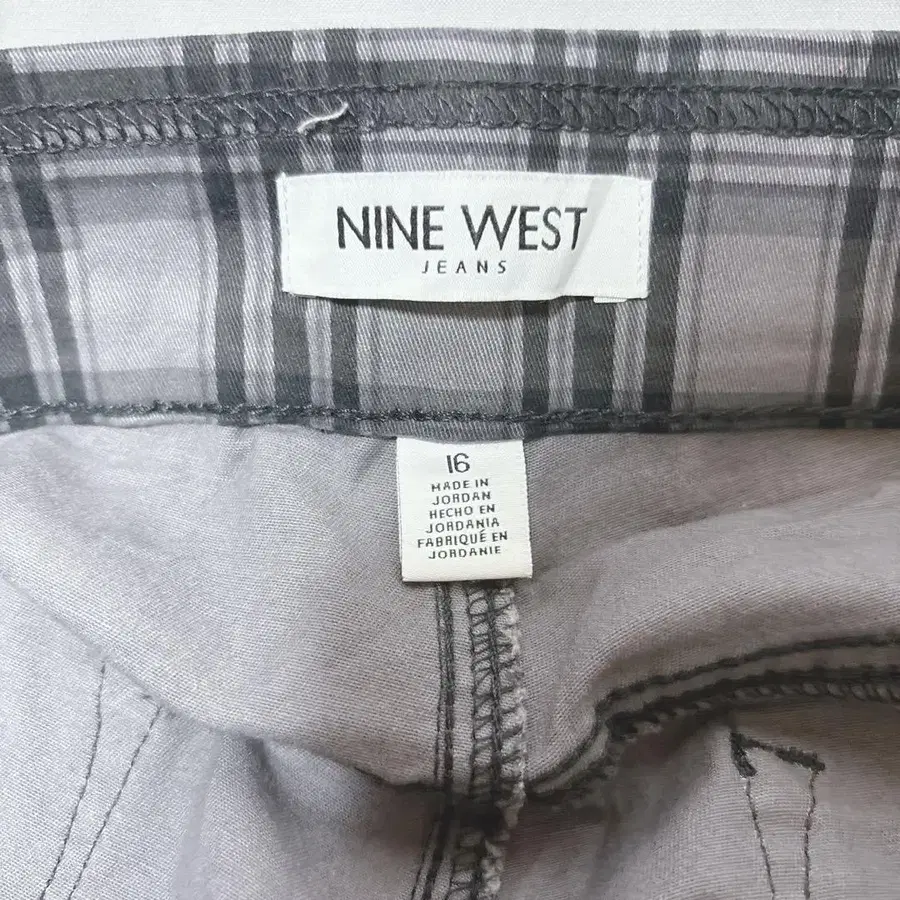 NINE WEST
JEANS
16
MADE IN
JORDAN
HECHO EN
JORDANIA
FABRIQUÉ EN
JORDANIE